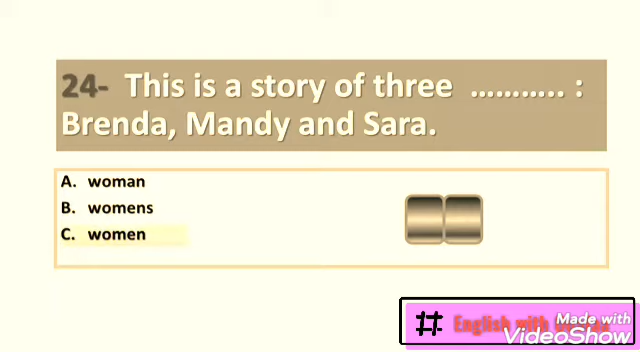 24- This is a story of three ……….. :
Brenda, Mandy and Sara.
A. woman
B. womens
C. women
# English with
Made with
VideoShow